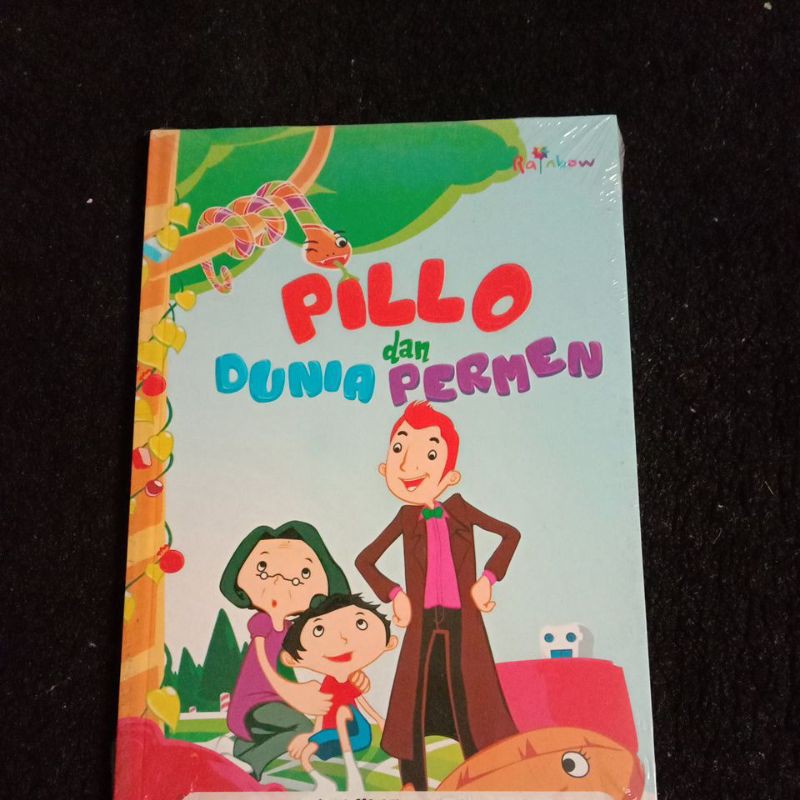 Rainbow
PILLO
dan
DUNIA PERMEN